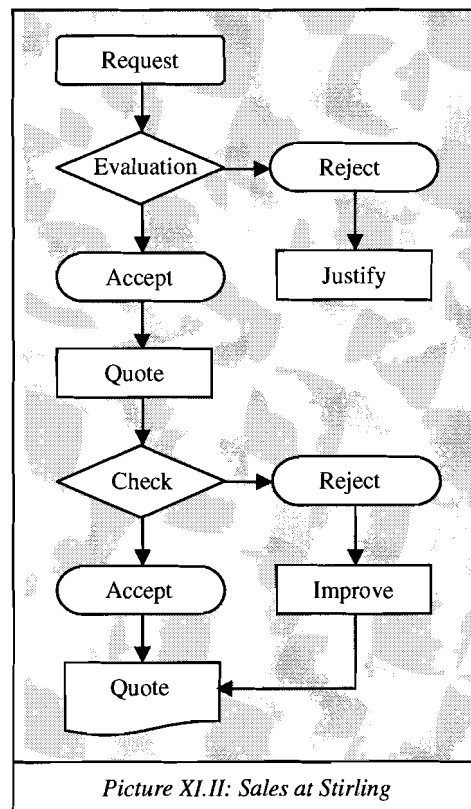 Request
Evaluation
Reject
Accept
Justify
Quote
Check
Reject
Accept
Improve
Quote
Picture XI.II: Sales at Stirling